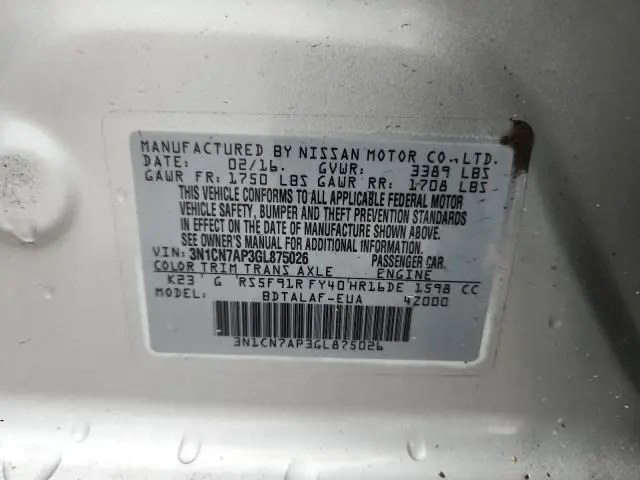 MANUFACTURED BY NISSAN MOTOR CO.,LTD.
DATE: 02/16. GVWR: 3389 LBS
GAWR FR: 1750 LBS GAWR RR: 1708 LBS
THIS VEHICLE CONFORMS TO ALL APPLICABLE FEDERAL MOTOR
VEHICLE SAFETY, BUMPER AND THEFT PREVENTION STANDARDS
IN EFFECT ON THE DATE OF MANUFACTURE SHOWN ABOVE.
SEE OWNER'S MANUAL FOR ADDITIONAL INFORMATION.
VIN: 3N1CN7AP3GL875026 PASSENGER CAR.
COLOR TRIM TRANS AXLE ENGINE
K23 G RS5F91R FY40 HR16DE 1598 CC
MODEL: BDTALAF-EUA 4Z000
3N1CN7AP3GL875026